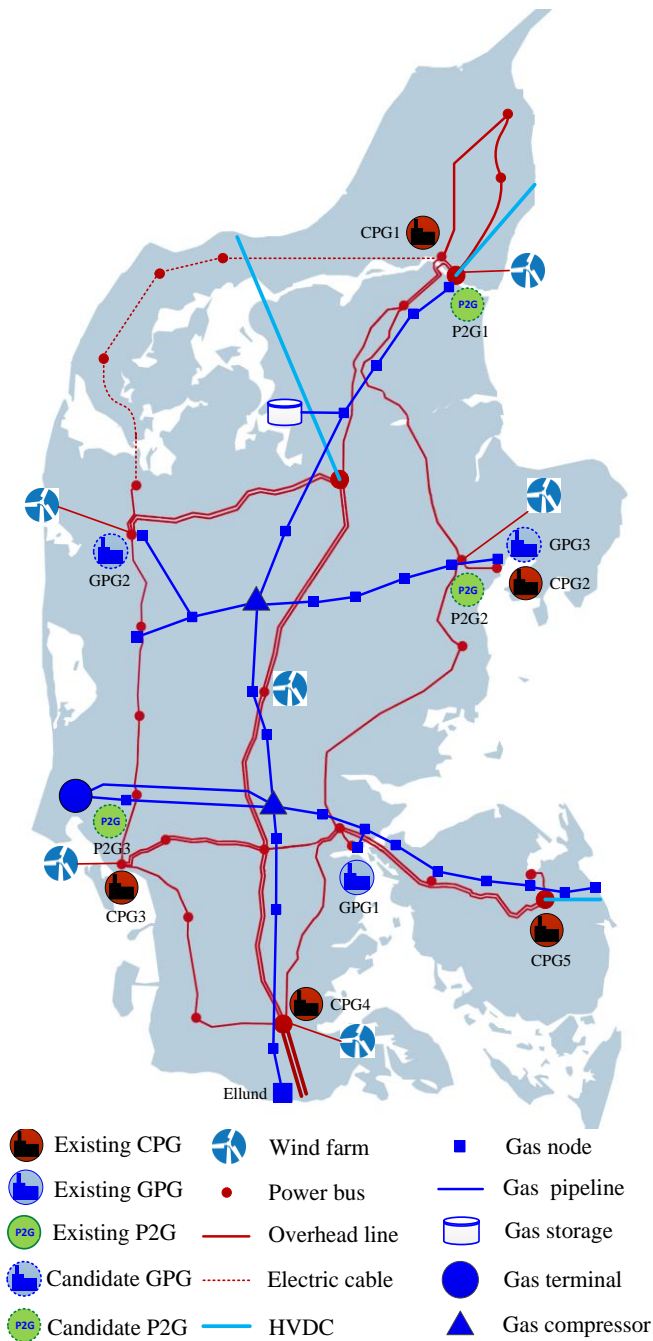 CPG1
P2G
P2G1
GPG3
GPG2
P2G
CPG2
P2G2
P2G
P2G3
GPG1
CPG3
CPG5
CPG4
Ellund
Existing CPG Wind farm Gas node
Existing GPG Power bus Gas pipeline
P2G Existing P2G Overhead line Gas storage
Candidate GPG Electric cable Gas terminal
P2G Candidate P2G HVDC Gas compressor